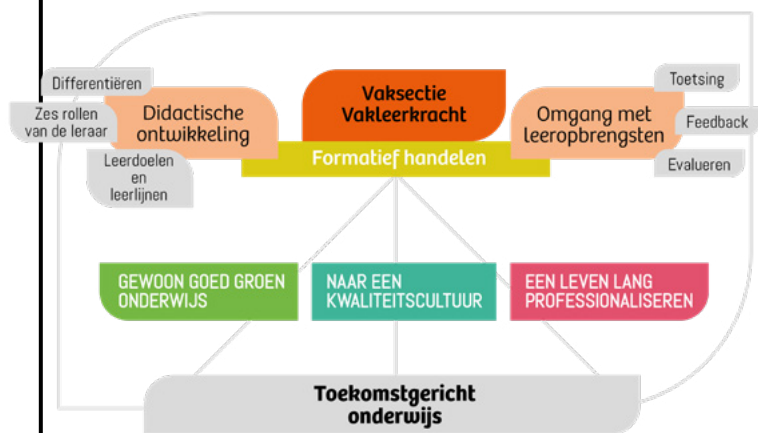 Differentiëren
Zes rollen
van de leraar
Leerdoelen
en
leerlijnen
Didactische
ontwikkeling
Vaksectie
Vakleerkracht
Formatief handelen
Omgang met
leeropbrengsten
Toetsing
Feedback
Evalueren
GEWOON GOED GROEN
ONDERWIJS
NAAR EEN
KWALITEITSCULTUUR
EEN LEVEN LANG
PROFESSIONALISEREN
Toekomstgericht
onderwijs